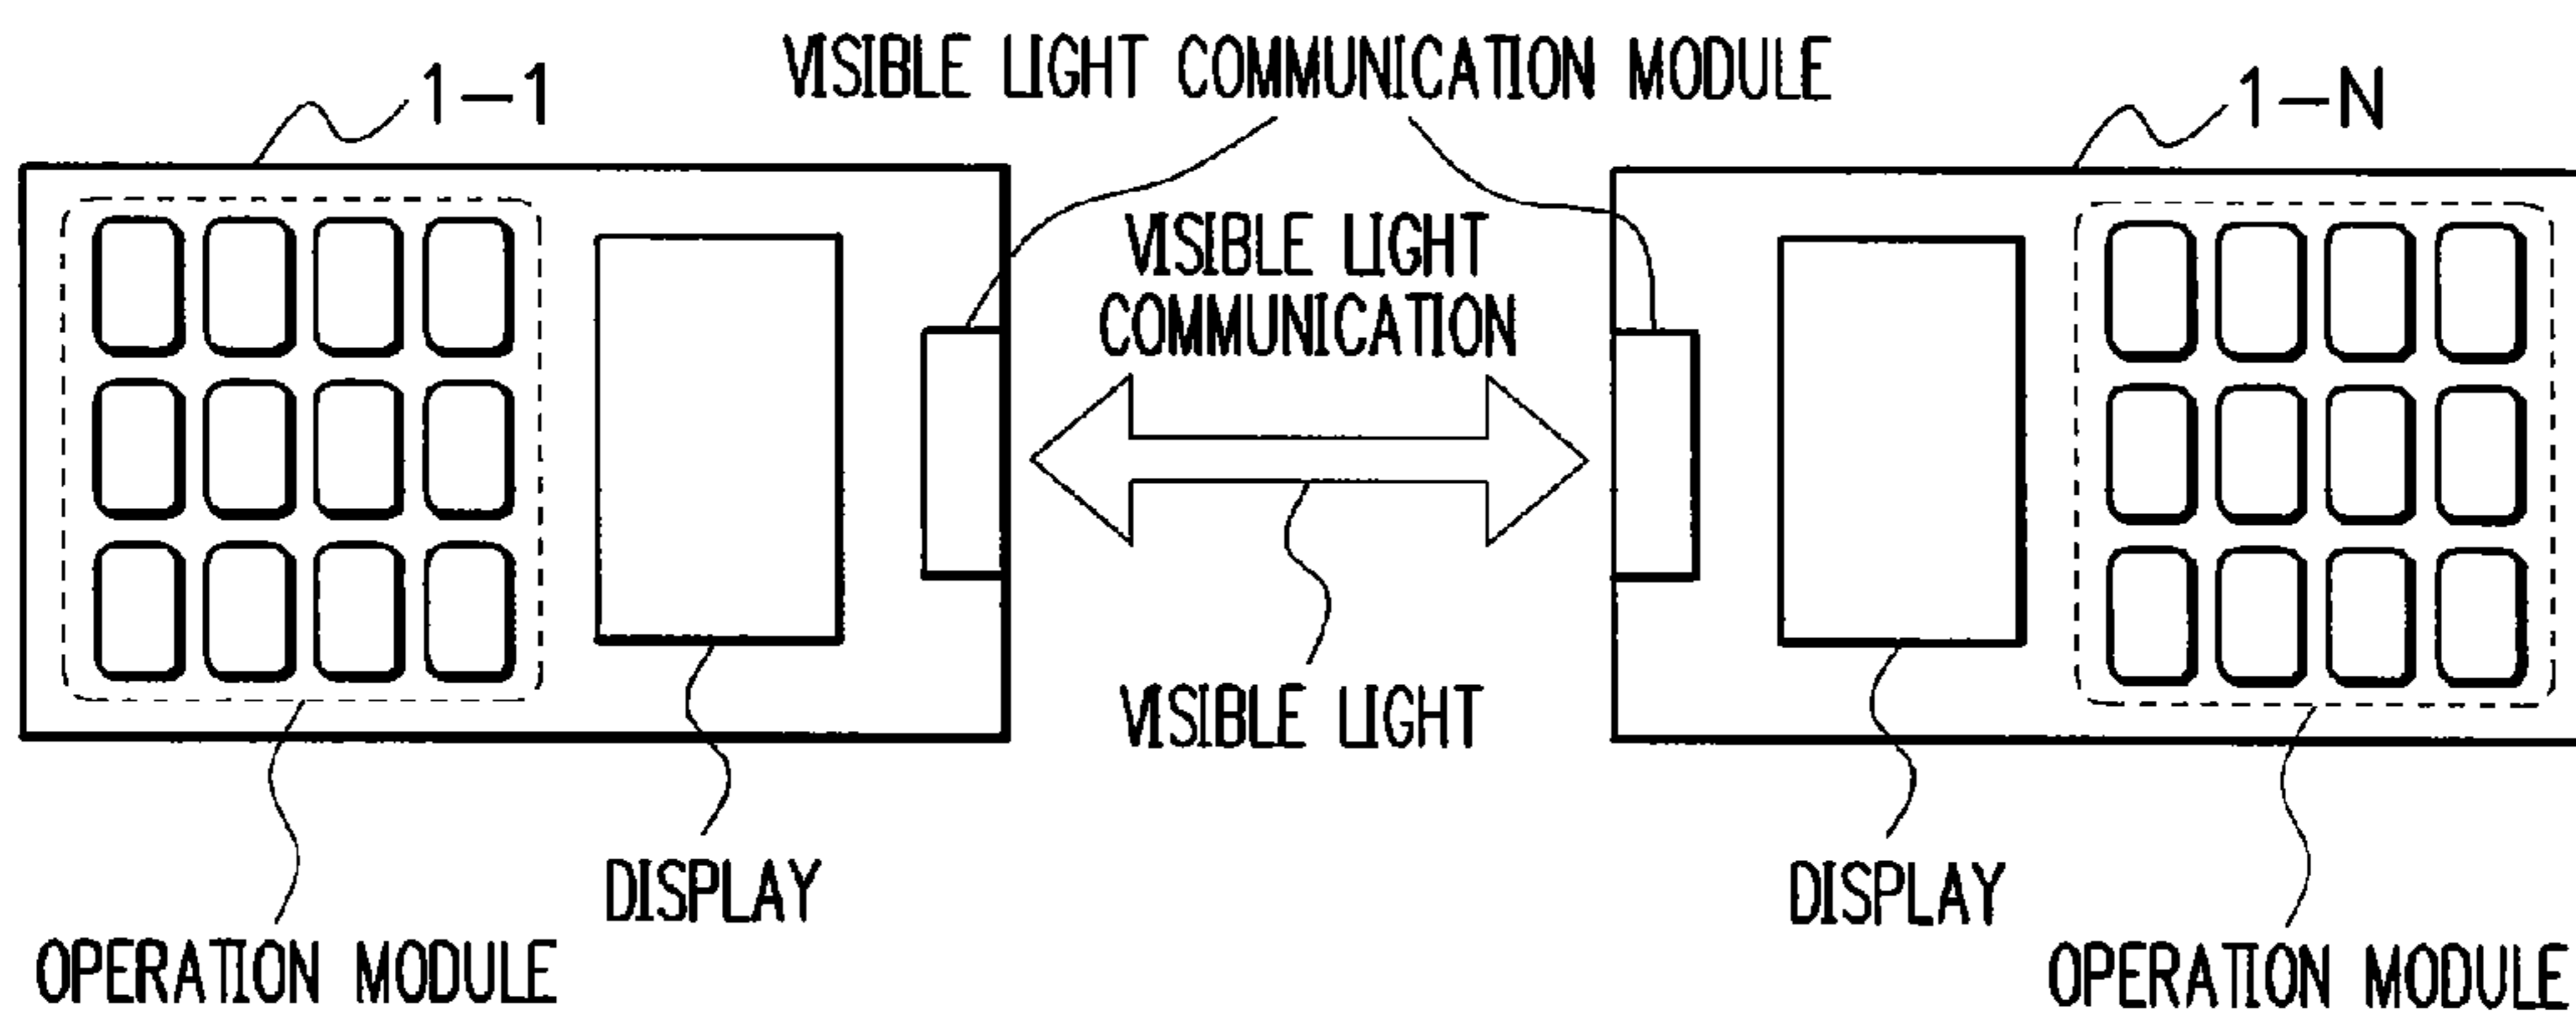 VISIBLE LIGHT COMMUNICATION MODULE
1-1
1-N
VISIBLE LIGHT
COMMUNICATION
VISIBLE LIGHT
DISPLAY
DISPLAY
OPERATION MODULE
OPERATION MODULE